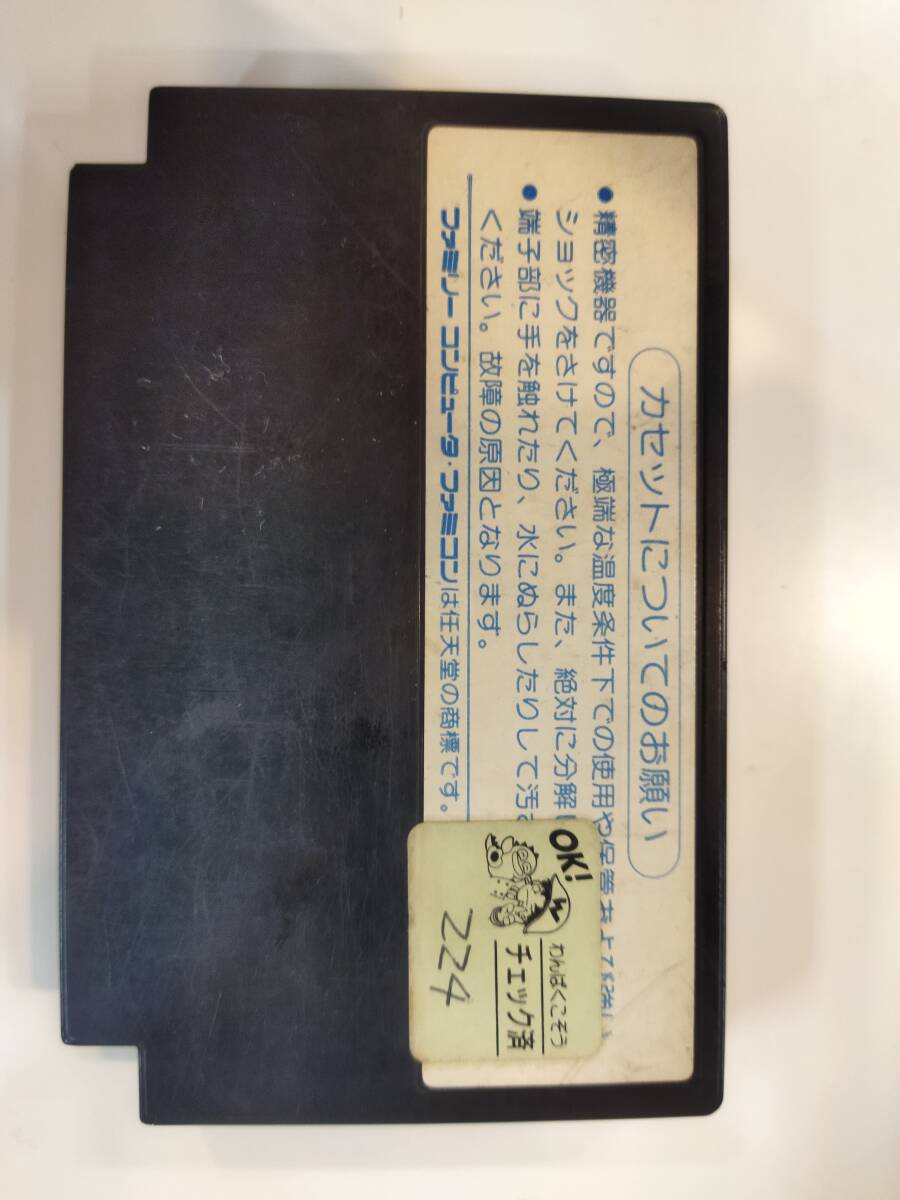 カセットについてのお願い
●精密機器ですので、極端な温度条件下での使用や保管および強い
ショックをさけてください。また、絶対に分解し
●端子部に手を触れたり、水にぬらしたりして汚さ
ください。故障の原因となります。
ファミリー コンピュータ・ファミコンは任天堂の商標です。
OK!
W
わんぱくこぞう
チェック済
224